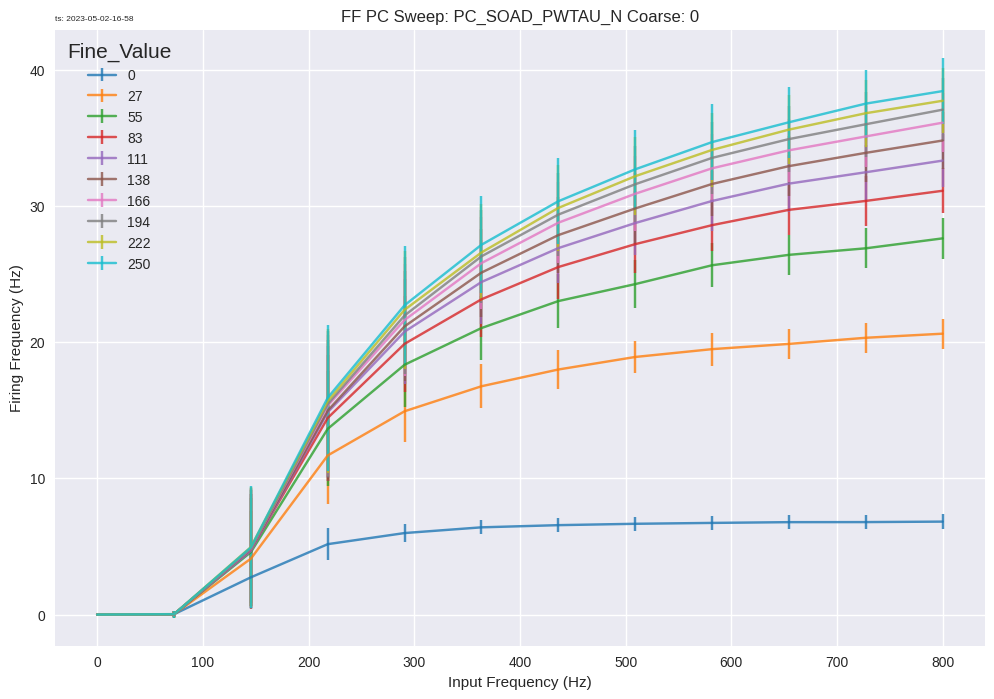 ts: 2023-05-02-16-58
FF PC Sweep: PC_SOAD_PWTAU_N Coarse: 0
Fine_Value
0
27
55
83
111
138
166
194
222
250
40
30
20
10
0
Firing Frequency (Hz)
0 100 200 300 400 500 600 700 800
Input Frequency (Hz)